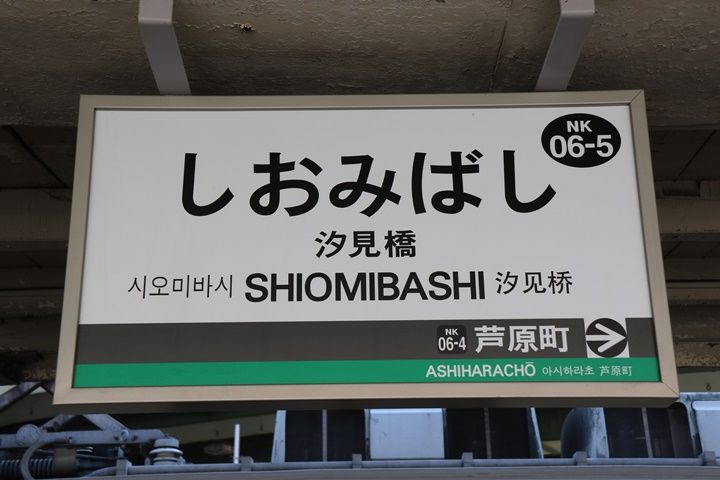 NK
06-5
しおみばし
汐見橋
시오미바시 SHIOMIBASHI 汐见桥
NK
06-4 芦原町
ASHIHARACHŌ 아시하라초 芦原町